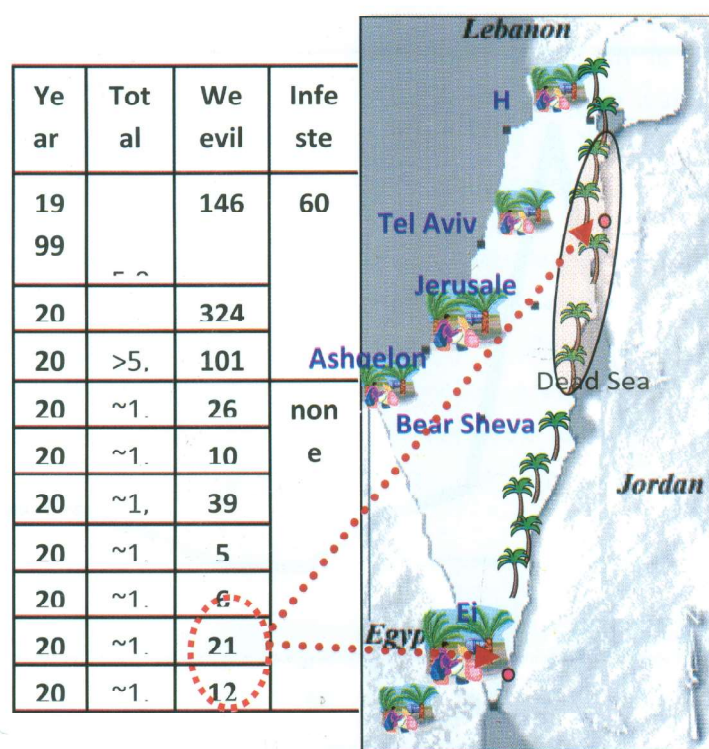 Ye Tot We Infe
ar al evil ste
19 146 60
99
20 324
20 >5, 101
20 ~1. 26 non
20 ~1. 10 e
20 ~1, 39
20 ~1. 5
20 ~1. 6
20 ~1. 21
20 ~1. 12
Lebanon
H
Tel Aviv
Jerusale
Ashqelon
Dead Sea
Bear Sheva
Jordan
Ei
Egyp
N